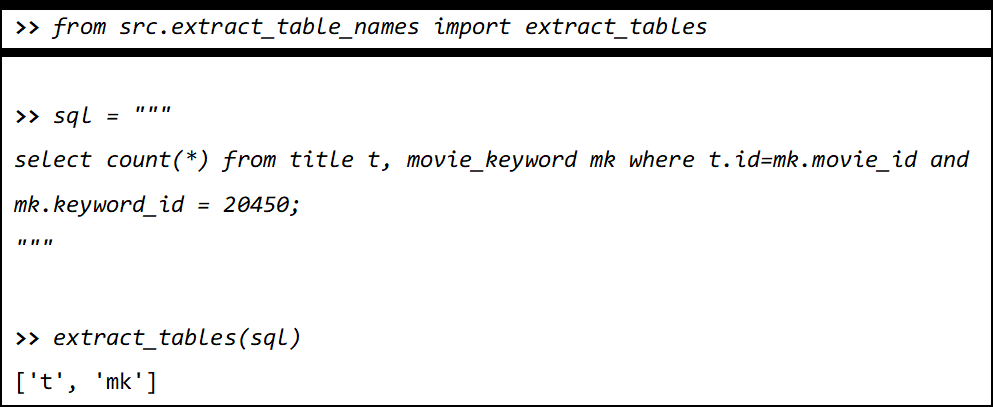 >> from src.extract_table_names import extract_tables
>> sql = """
select count(*) from title t, movie_keyword mk where t.id=mk.movie_id and
mk.keyword_id = 20450;
"""
>> extract_tables(sql)
['t', 'mk']